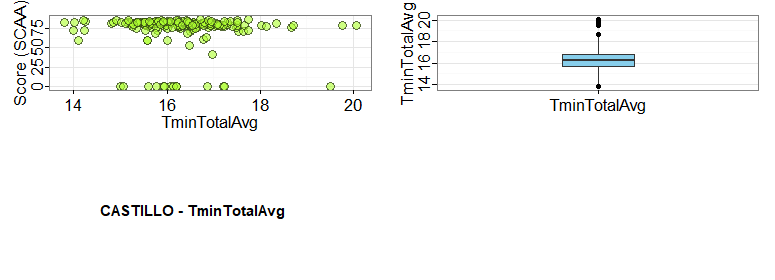 Score (SCAA)
0 25 50 75
14 16 18 20
TminTotalAvg
TminTotalAvg
14 16 18 20
TminTotalAvg
CASTILLO - TminTotalAvg